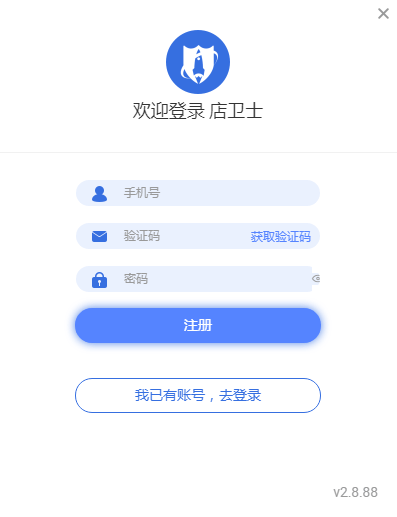 欢迎登录 店卫士
手机号
验证码 获取验证码
密码
注册
我已有账号，去登录
v2.8.88